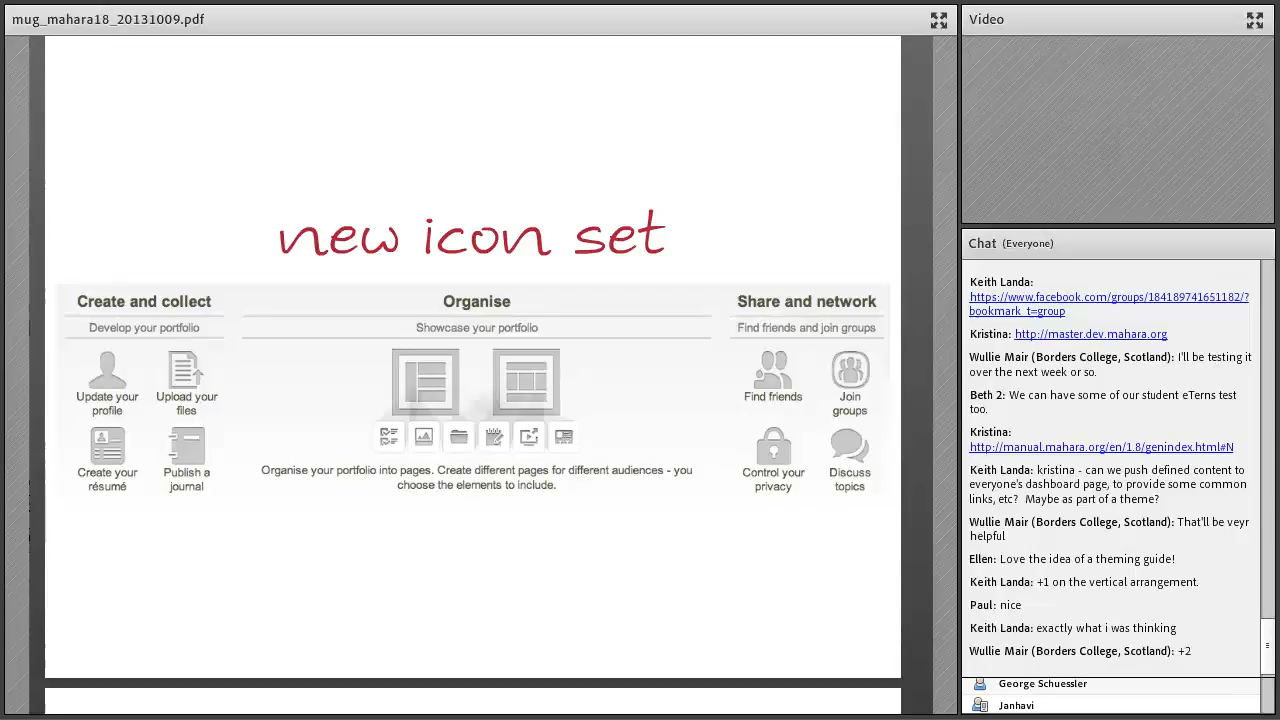 mug_mahara18_20131009.pdf
new icon set
Create and collect
Develop your portfolio
Update your
profile
Upload your
files
Create your
résumé
Publish a
journal
Organise
Showcase your portfolio
Organise your portfolio into pages. Create different pages for different audiences - you
choose the elements to include.
Share and network
Find friends and join groups
Find friends
Join
groups
Control your
privacy
Discuss
topics
Video
Chat (Everyone)
Keith Landa:
https://www.facebook.com/groups/184189741651182/?
bookmark_t=group
Kristina: http://master.dev.mahara.org
Wullie Mair (Borders College, Scotland): I'll be testing it
over the next week or so.
Beth 2: We can have some of our student eTerns test
too.
Kristina:
http://manual.mahara.org/en/1.8/genindex.html#N
Keith Landa: kristina - can we push defined content to
everyone's dashboard page, to provide some common
links, etc? Maybe as part of a theme?
Wullie Mair (Borders College, Scotland): That'll be veyr
helpful
Ellen: Love the idea of a theming guide!
Keith Landa: +1 on the vertical arrangement.
Paul: nice
Keith Landa: exactly what i was thinking
Wullie Mair (Borders College, Scotland): +2
George Schuessler
Janhavi